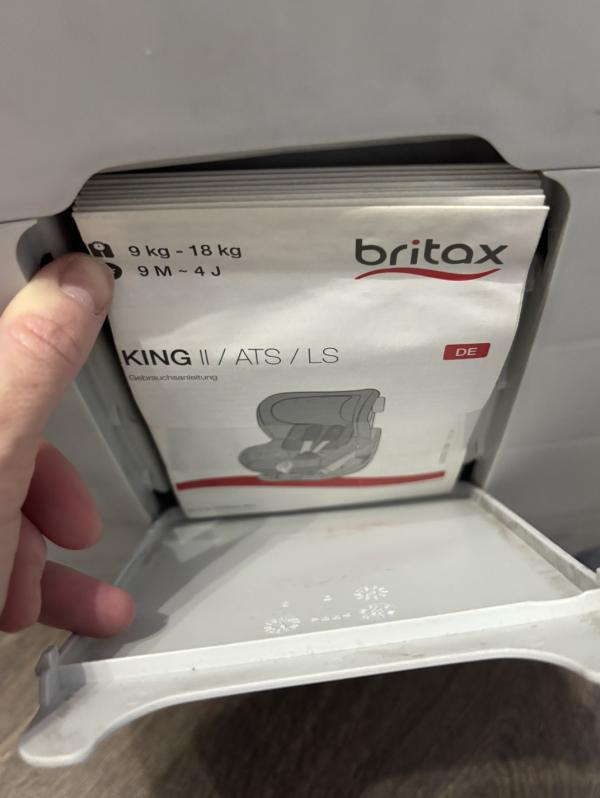 9 kg - 18 kg
9 M ~ 4 J
britax
KING II / ATS / LS
DE
Gebrauchsanleitung